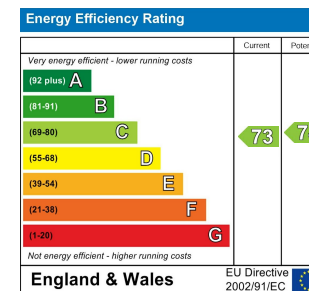 Energy Efficiency Rating
Current
Very energy efficient - lower running costs
(92 plus) A
(81-91) B
(69-80) C
73
(55-68) D
(39-54) E
(21-38) F
(1-20) G
Not energy efficient - higher running costs
England & Wales
EU Directive
2002/91/EC